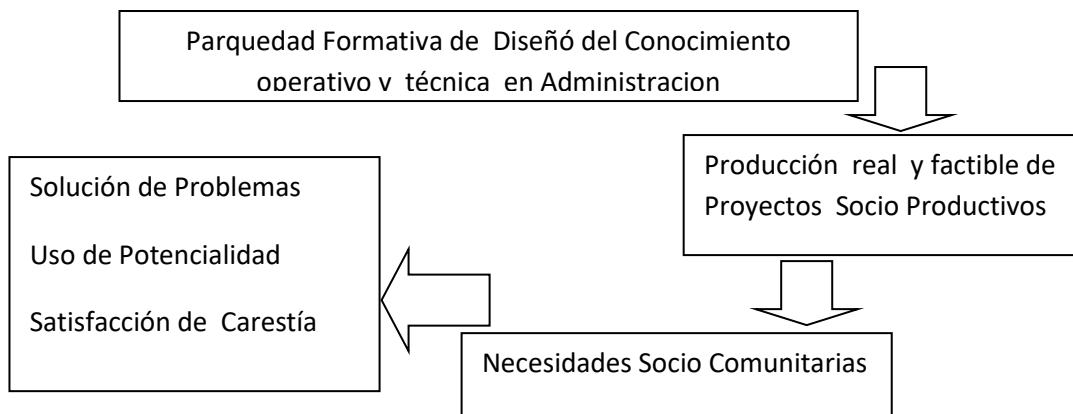 Parquedad Formativa de Diseñó del Conocimiento
operativo y técnica en Administracion
Producción real y factible de
Proyectos Socio Productivos
Solución de Problemas
Uso de Potencialidad
Satisfacción de Carestía
Necesidades Socio Comunitarias